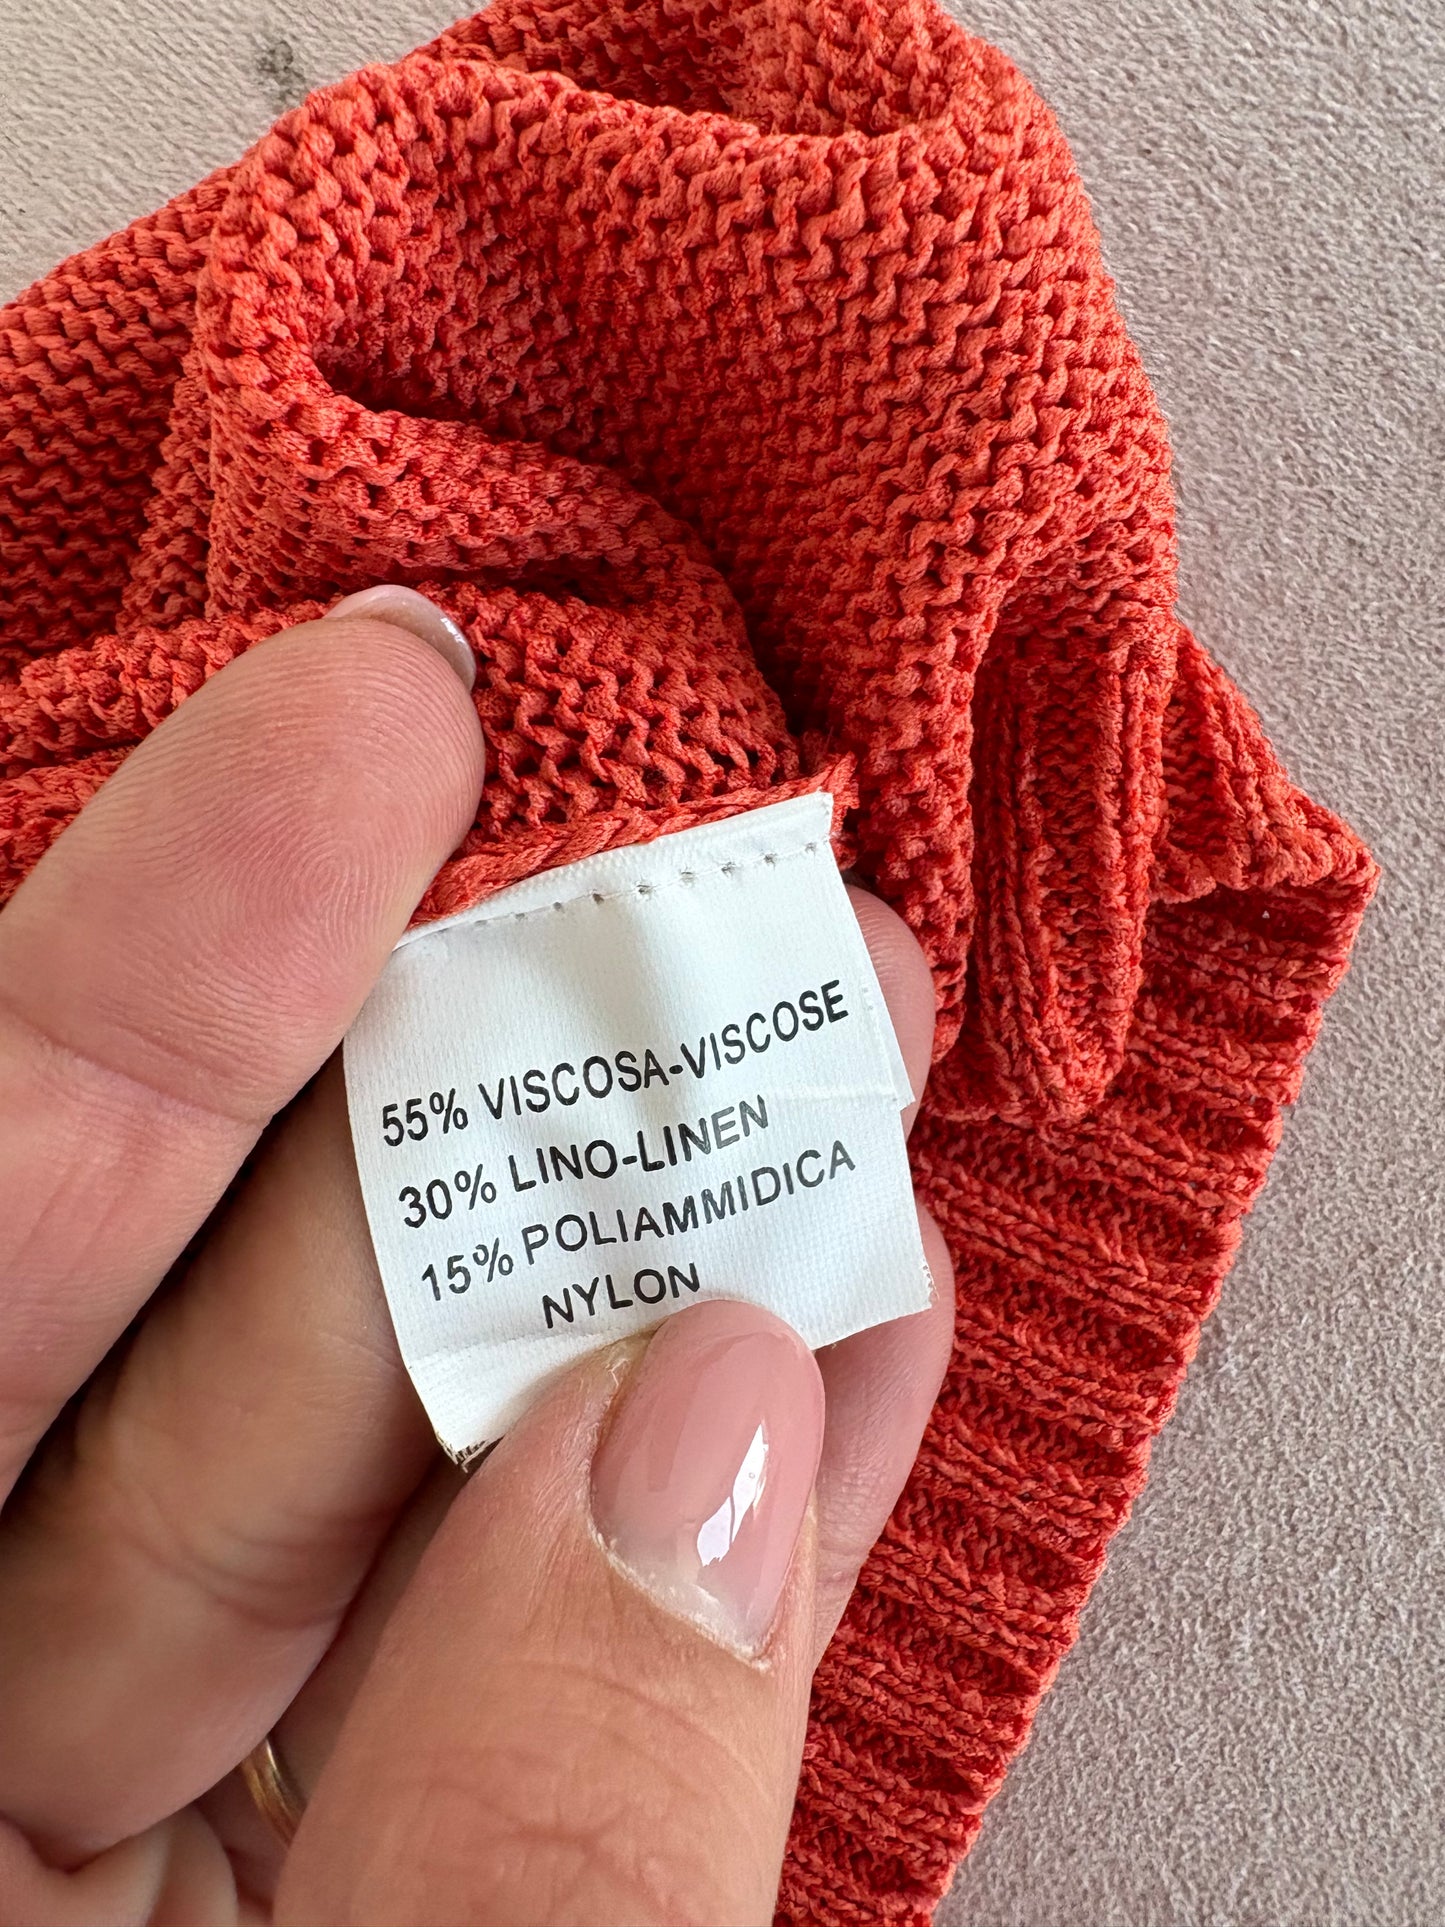 55% VISCOSA-VISCOSE
30% LINO-LINEN
15% POLIAMMIDICA
NYLON